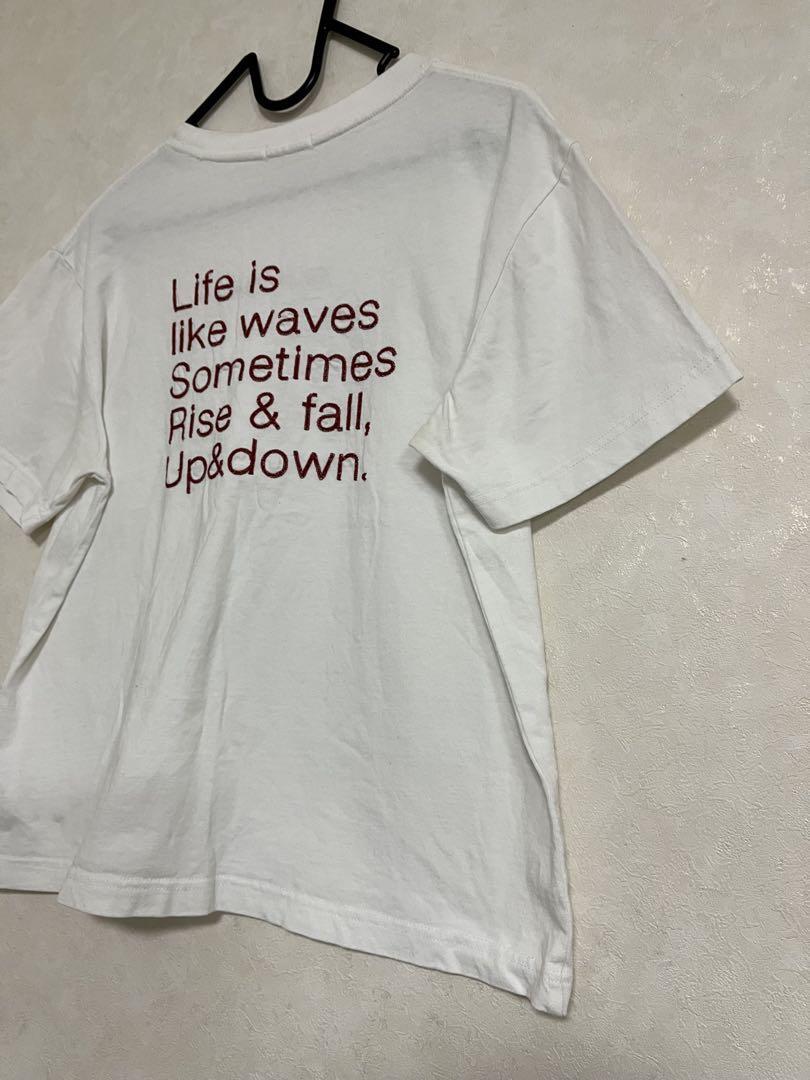 Life is
like waves
Sometimes
Rise & fall,
Up&down.